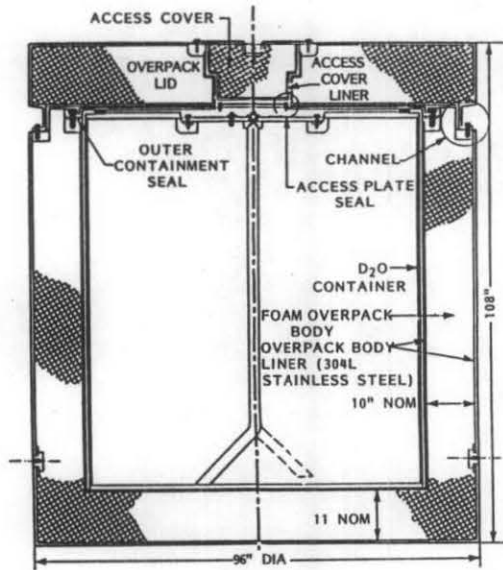 ACCESS COVER
OVERPACK
LID
ACCESS
COVER
LINER
OUTER
CONTAINMENT
SEAL
CHANNEL
ACCESS PLATE
SEAL
D₂O
CONTAINER
108"
FOAM OVERPACK
BODY
OVERPACK BODY
LINER (304L
STAINLESS STEEL)
10" NOM
11 NOM
96" DIA